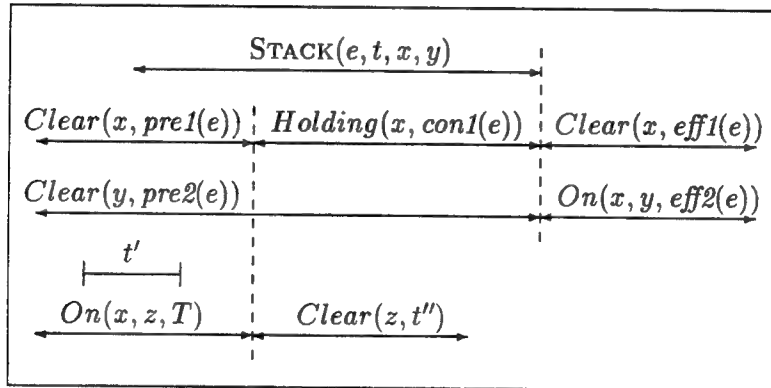 STACK(e, t, x, y)
Clear(x, pre1(e)) Holding(x, con1(e)) Clear(x, eff1(e))
Clear(y, pre2(e)) On(x, y, eff2(e))
t′
On(x, z, T) Clear(z, t″)